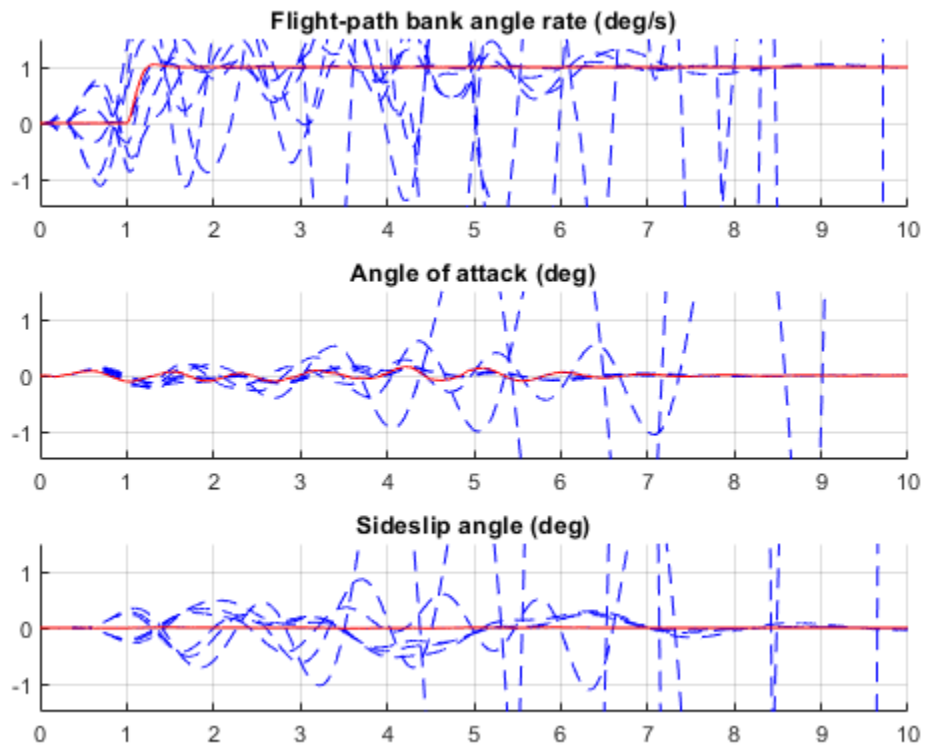 Flight-path bank angle rate (deg/s)
1
0
-1
0 1 2 3 4 5 6 7 8 9 10
Angle of attack (deg)
1
0
-1
0 1 2 3 4 5 6 7 8 9 10
Sideslip angle (deg)
1
0
-1
0 1 2 3 4 5 6 7 8 9 10